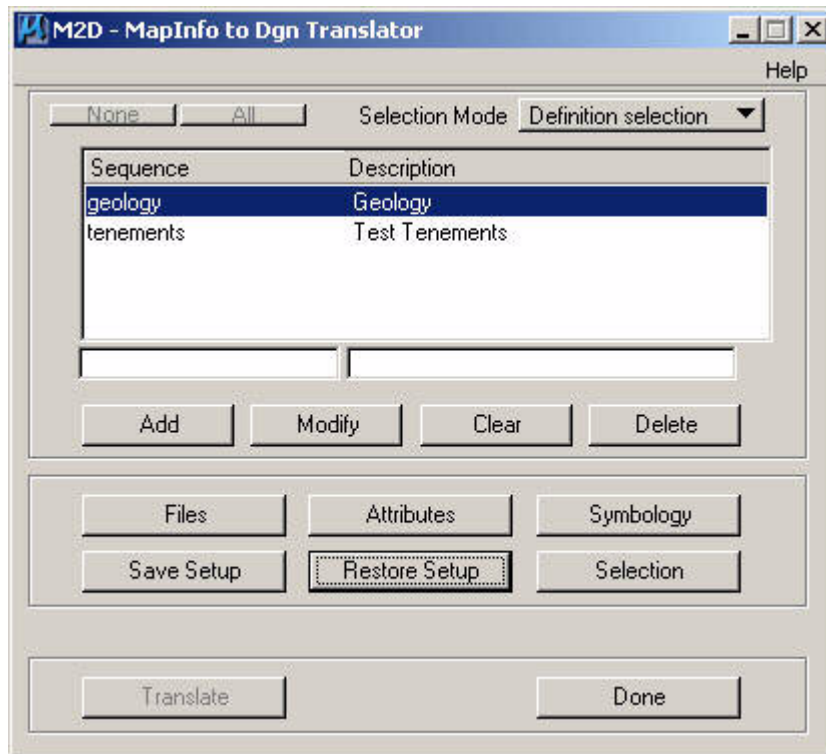 M2D - MapInfo to Dgn Translator
Help
None All Selection Mode Definition selection
Sequence Description
geology Geology
tenements Test Tenements
Add Modify Clear Delete
Files Attributes Symbology
Save Setup Restore Setup Selection
Translate Done